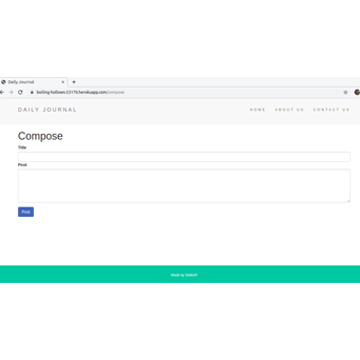 Daily Journal
boiling-hollows-23179.herokuapp.com/compose
DAILY JOURNAL HOME ABOUT US CONTACT US
Compose
Title
Post
Post
Made by